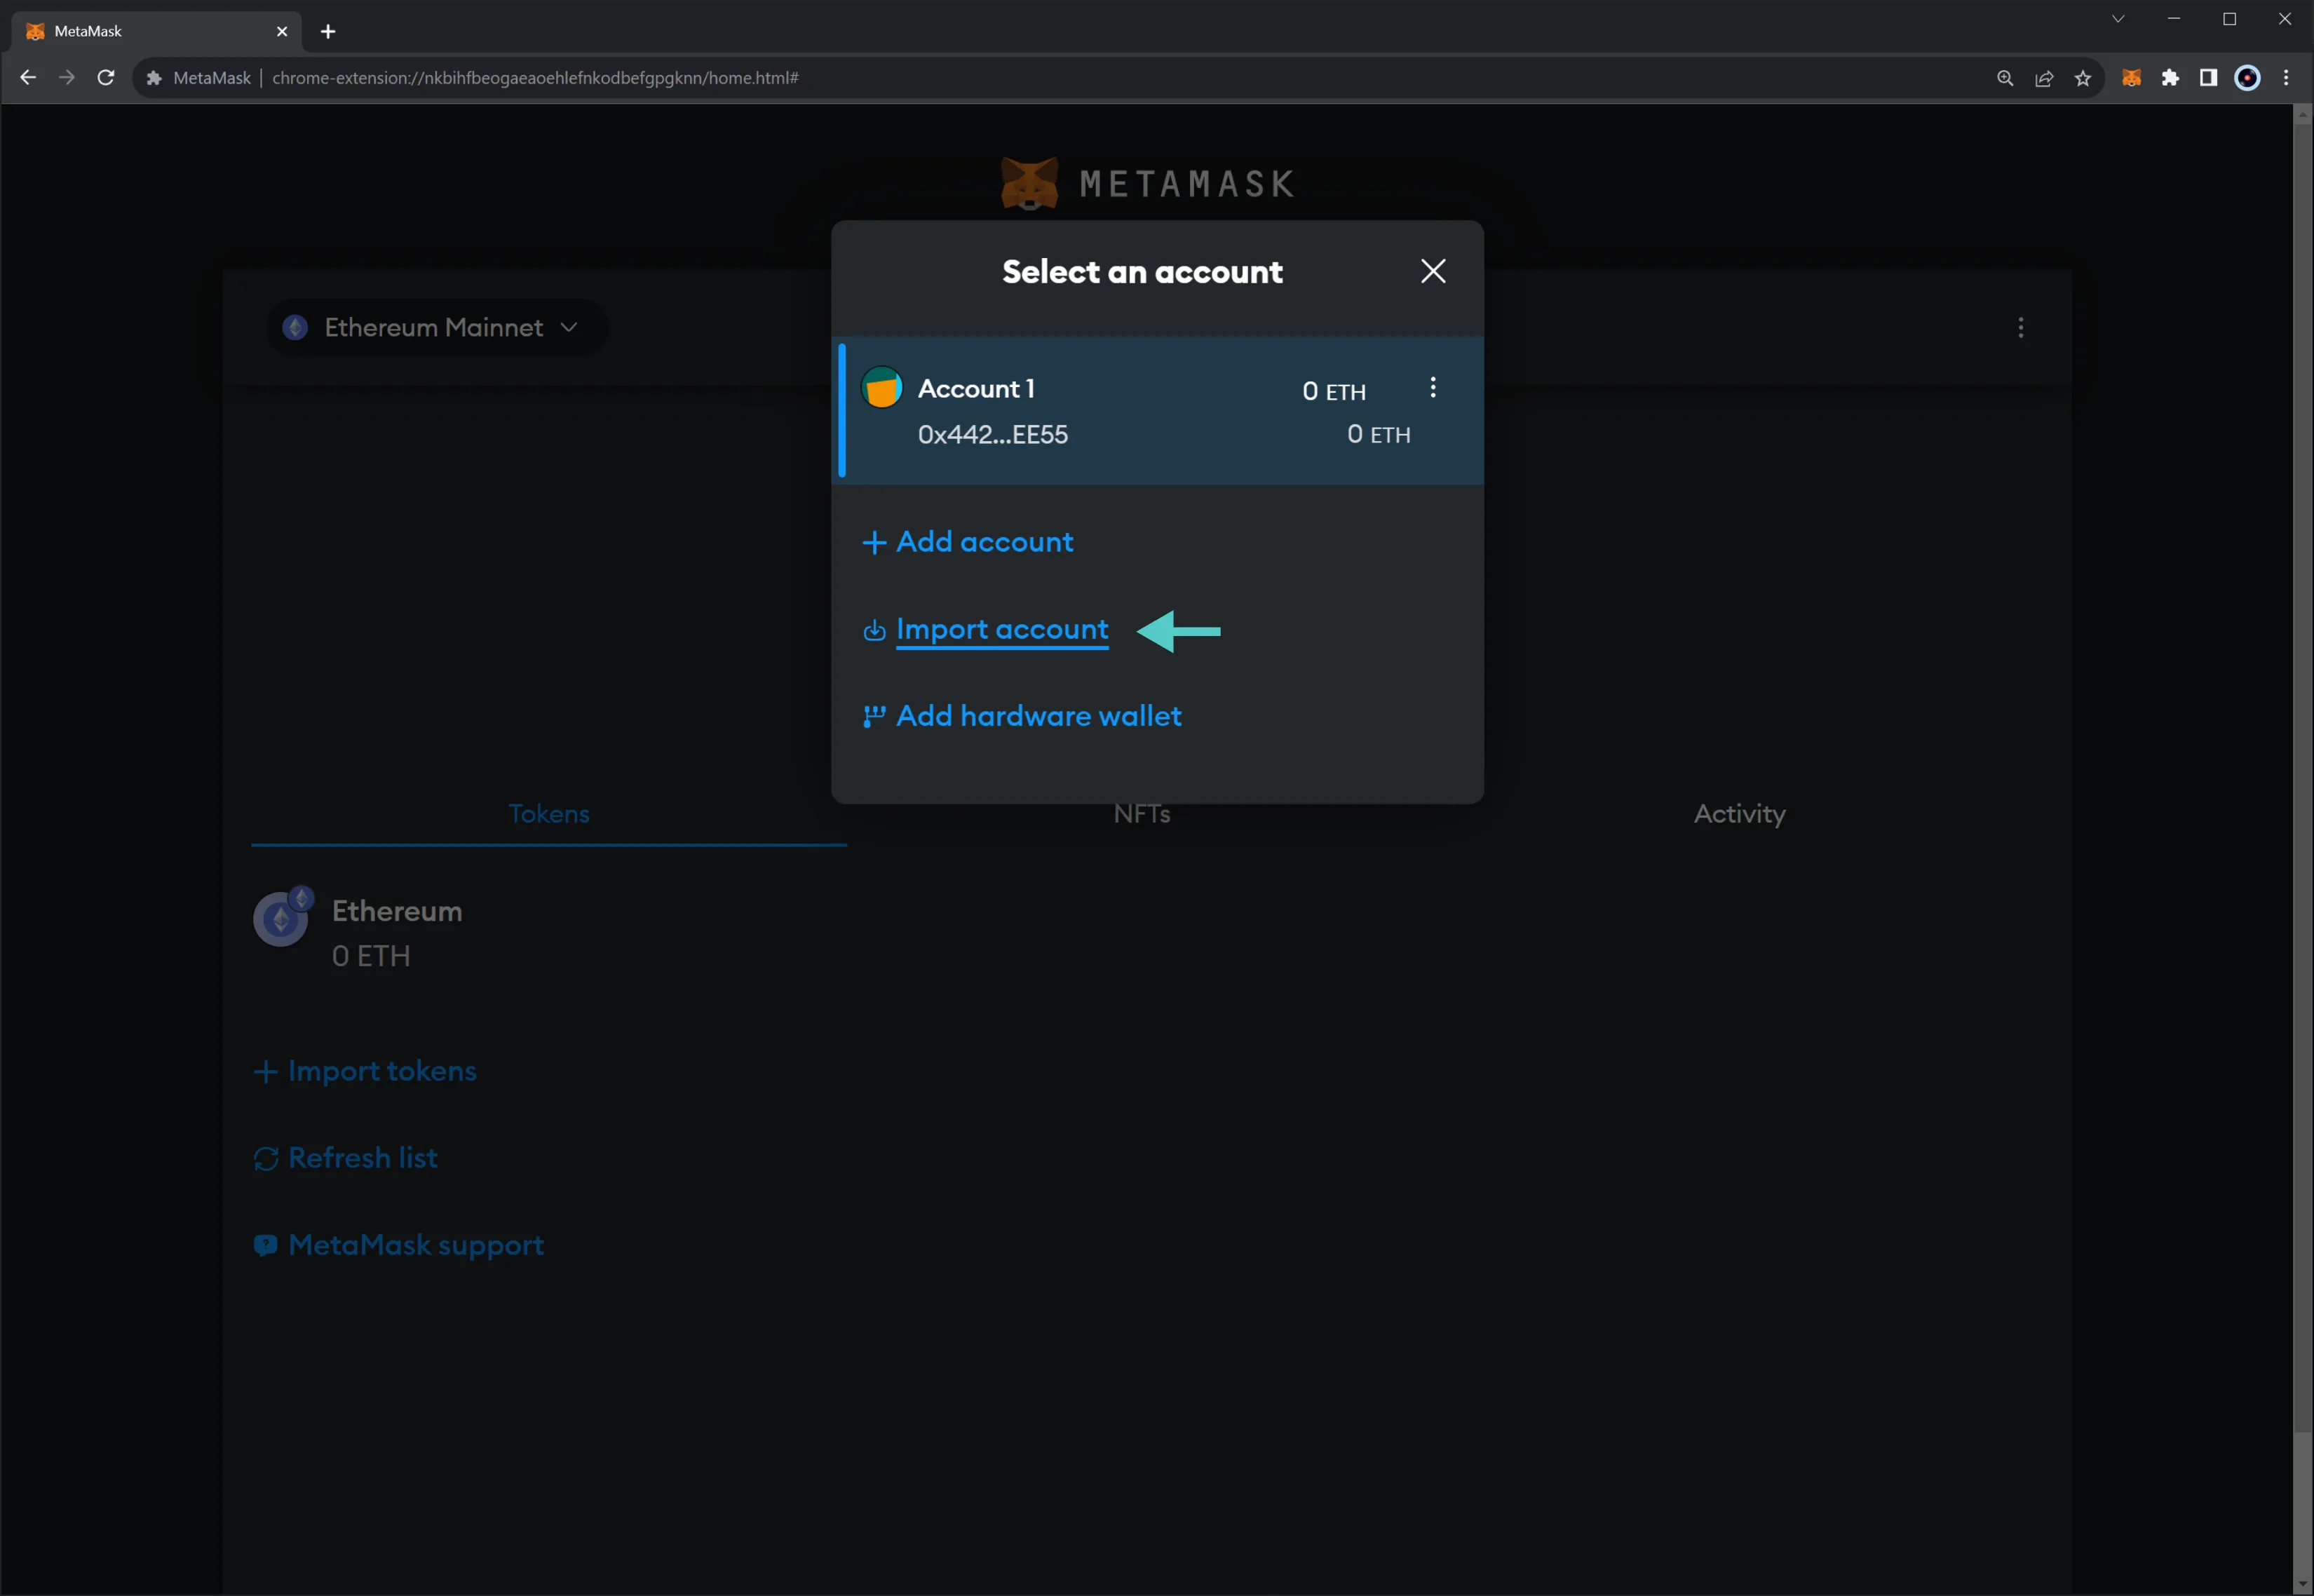 MetaMask
MetaMask | chrome-extension://nkbihfbeogaeaoehlefnkodbefgpgknn/home.html#
METAMASK
Select an account
Ethereum Mainnet
Account 1
0 ETH
0x442...EE55
0 ETH
Add account
Import account
Add hardware wallet
Tokens
NFTs
Activity
Ethereum
0 ETH
Import tokens
Refresh list
MetaMask support